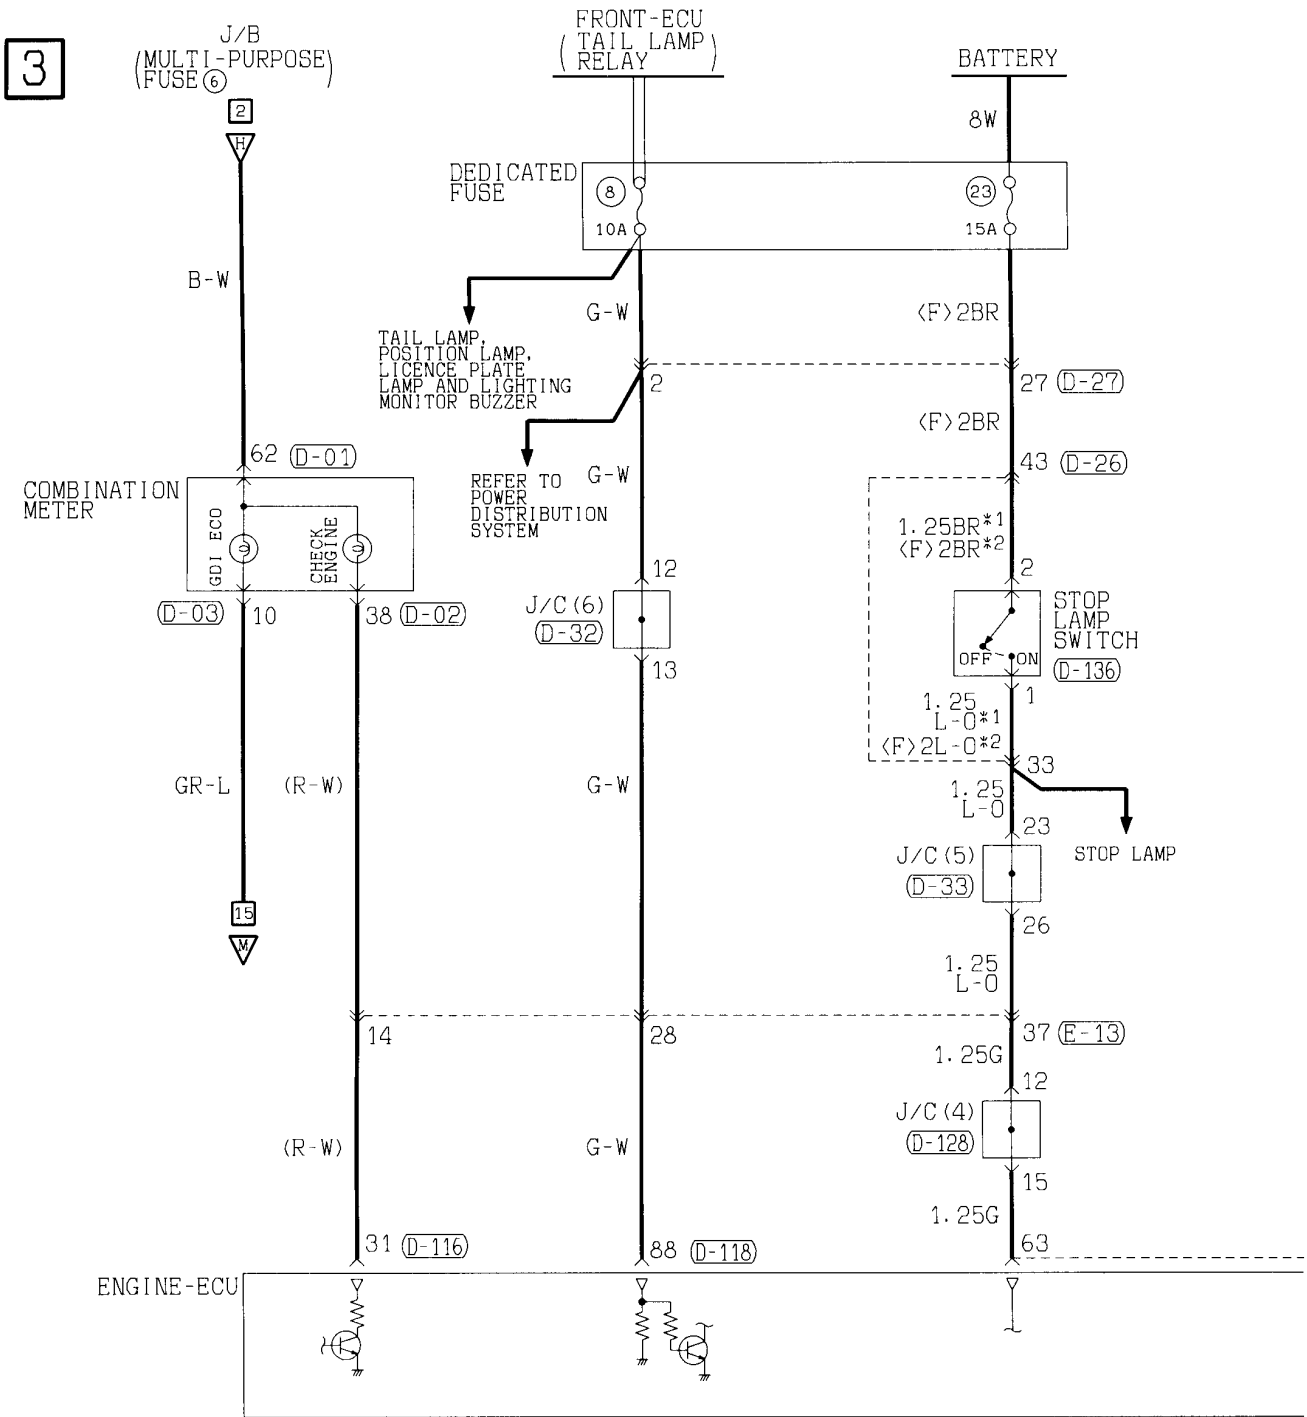 3
J/B
(MULTI-PURPOSE)
(FUSE 6)
2
H
FRONT-ECU
(TAIL LAMP
RELAY)
BATTERY
8W
DEDICATED
FUSE
8
10A
23
15A
B-W
G-W
<F>2BR
TAIL LAMP,
POSITION LAMP,
LICENCE PLATE
LAMP AND LIGHTING
MONITOR BUZZER
2
27 D-27
<F>2BR
REFER TO
POWER
DISTRIBUTION
SYSTEM
G-W
43 D-26
62 D-01
COMBINATION
METER
GDI ECO
CHECK
ENGINE
1.25BR*1
<F>2BR*2
2
D-03 10
38 D-02
12
J/C(6)
D-32
13
STOP
LAMP
SWITCH
OFF ON
D-136
1
1.25
L-O*1
<F>2L-O*2
33
GR-L
(R-W)
G-W
1.25
L-O
23
STOP LAMP
J/C(5)
D-33
26
15
M
1.25
L-O
14
28
37 E-13
1.25G
12
J/C(4)
D-128
15
(R-W)
G-W
1.25G
31 D-116
88 D-118
63
ENGINE-ECU